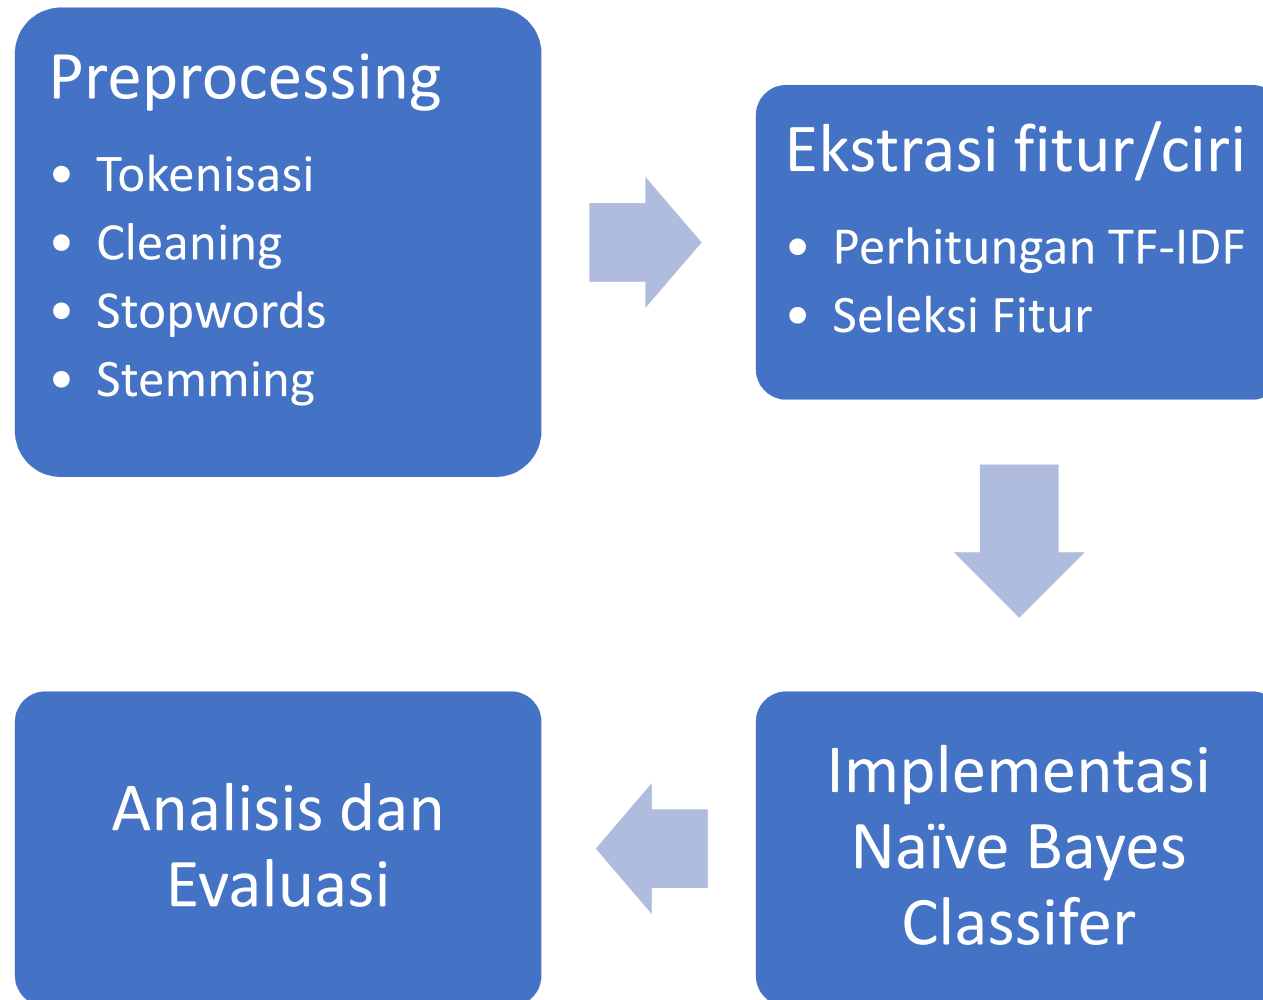 Preprocessing
• Tokenisasi
• Cleaning
• Stopwords
• Stemming
Ekstrasi fitur/ciri
• Perhitungan TF-IDF
• Seleksi Fitur
Implementasi
Naïve Bayes
Classifer
Analisis dan
Evaluasi